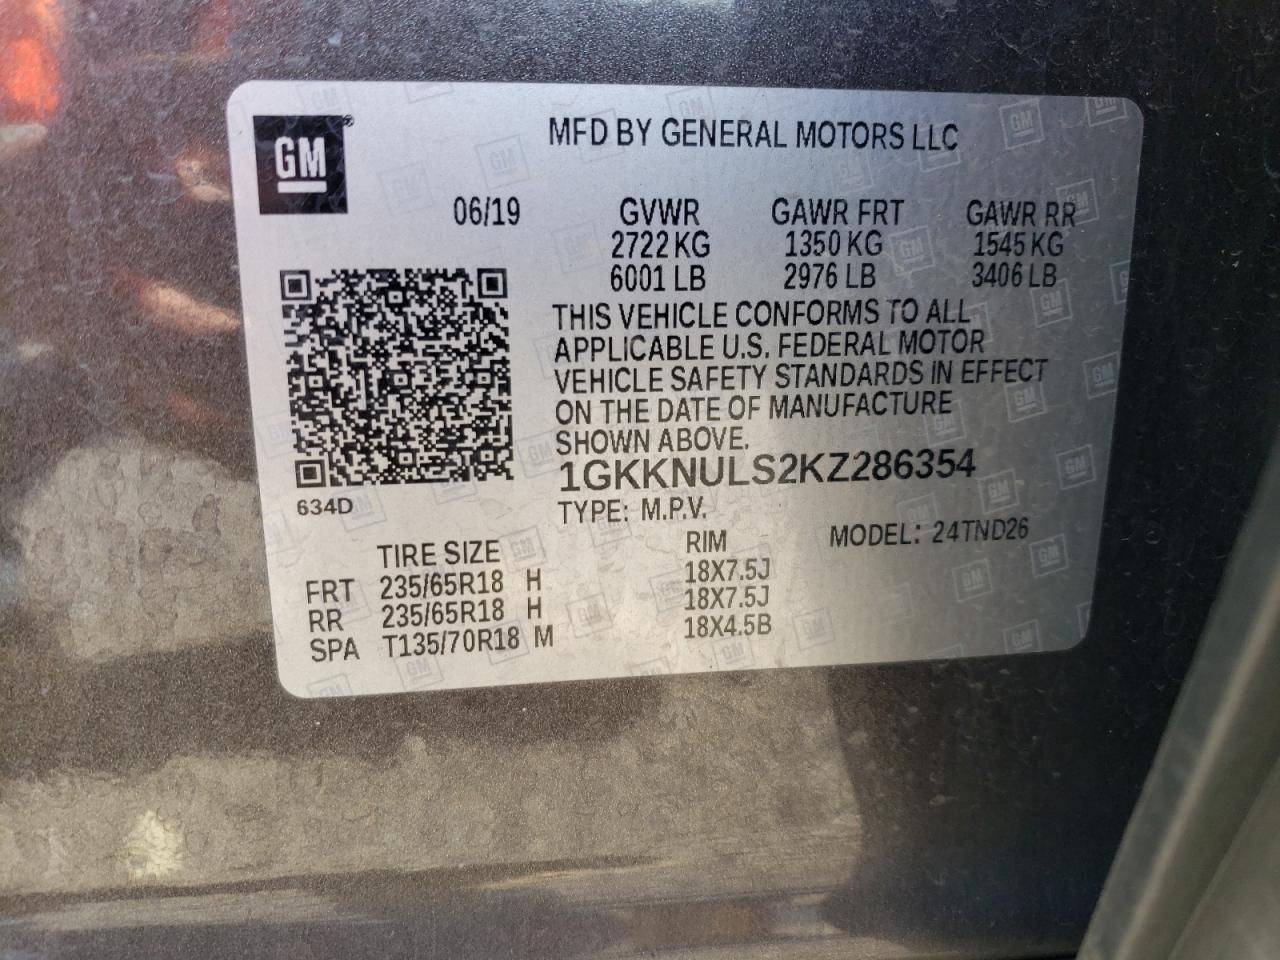 GM®
MFD BY GENERAL MOTORS LLC
06/19 GVWR GAWR FRT GAWR RR
2722 KG 1350 KG 1545 KG
6001 LB 2976 LB 3406 LB
THIS VEHICLE CONFORMS TO ALL
APPLICABLE U.S. FEDERAL MOTOR
VEHICLE SAFETY STANDARDS IN EFFECT
ON THE DATE OF MANUFACTURE
SHOWN ABOVE.
1GKKNULS2KZ286354
634D
TYPE: M.P.V. MODEL: 24TND26
TIRE SIZE RIM
FRT 235/65R18 H 18X7.5J
RR 235/65R18 H 18X7.5J
SPA T135/70R18 M 18X4.5B